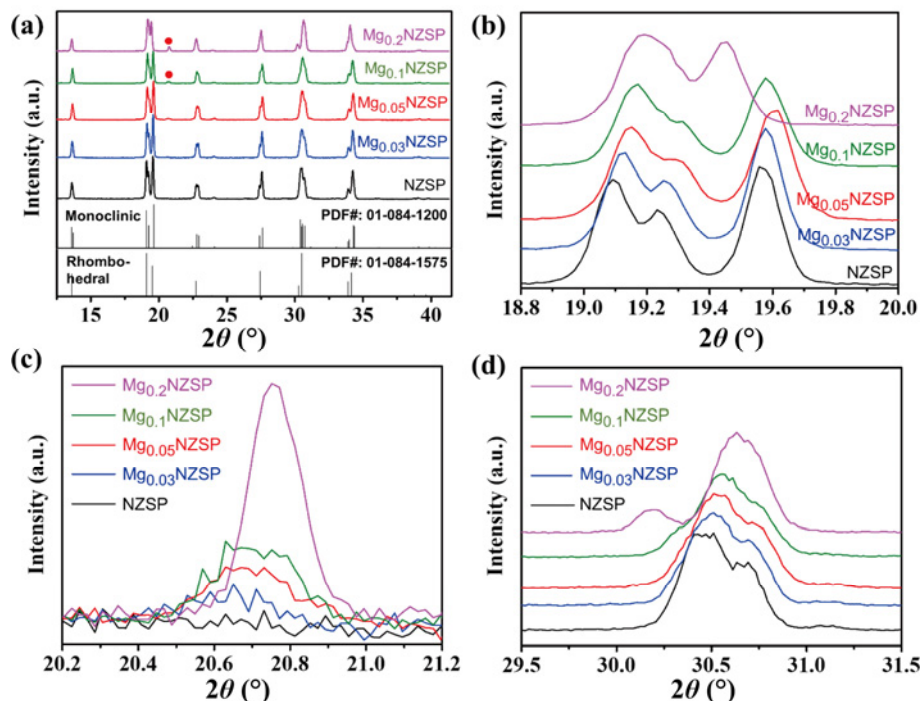 (a)
Mg0.2NZSP
Mg0.1NZSP
Mg0.05NZSP
Mg0.03NZSP
NZSP
Monoclinic PDF#: 01-084-1200
Rhombo-
hedral PDF#: 01-084-1575
15 20 25 30 35 40
2θ (°)
Intensity (a.u.)
(b)
Mg0.2NZSP
Mg0.1NZSP
Mg0.05NZSP
Mg0.03NZSP
NZSP
18.8 19.0 19.2 19.4 19.6 19.8 20.0
2θ (°)
Intensity (a.u.)
(c)
Mg0.2NZSP
Mg0.1NZSP
Mg0.05NZSP
Mg0.03NZSP
NZSP
20.2 20.4 20.6 20.8 21.0 21.2
2θ (°)
Intensity (a.u.)
(d)
Mg0.2NZSP
Mg0.1NZSP
Mg0.05NZSP
Mg0.03NZSP
NZSP
29.5 30.0 30.5 31.0 31.5
2θ (°)
Intensity (a.u.)